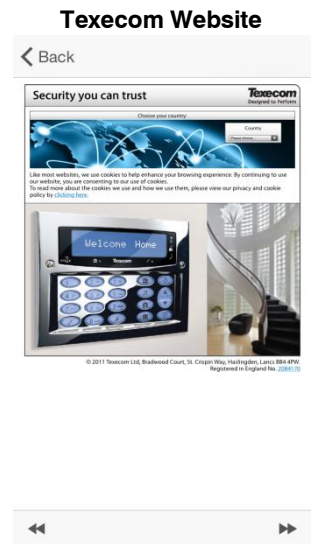 Texecom Website
Back
Security you can trust
Texecom
Designed to Perform
Choose your country:
Country
Like most websites, we use cookies to help enhance your browsing experience. By continuing to use
our website, you are consenting to our use of cookies.
To read more about the cookies we use and how we use them, please view our privacy and cookie
policy by clicking here.
Welcome Home
Texecom
© 2011 Texecom Ltd, Bradwood Court, St. Crispin Way, Haslingden, Lancs BB4 4PW.
Registered in England No. 2084170